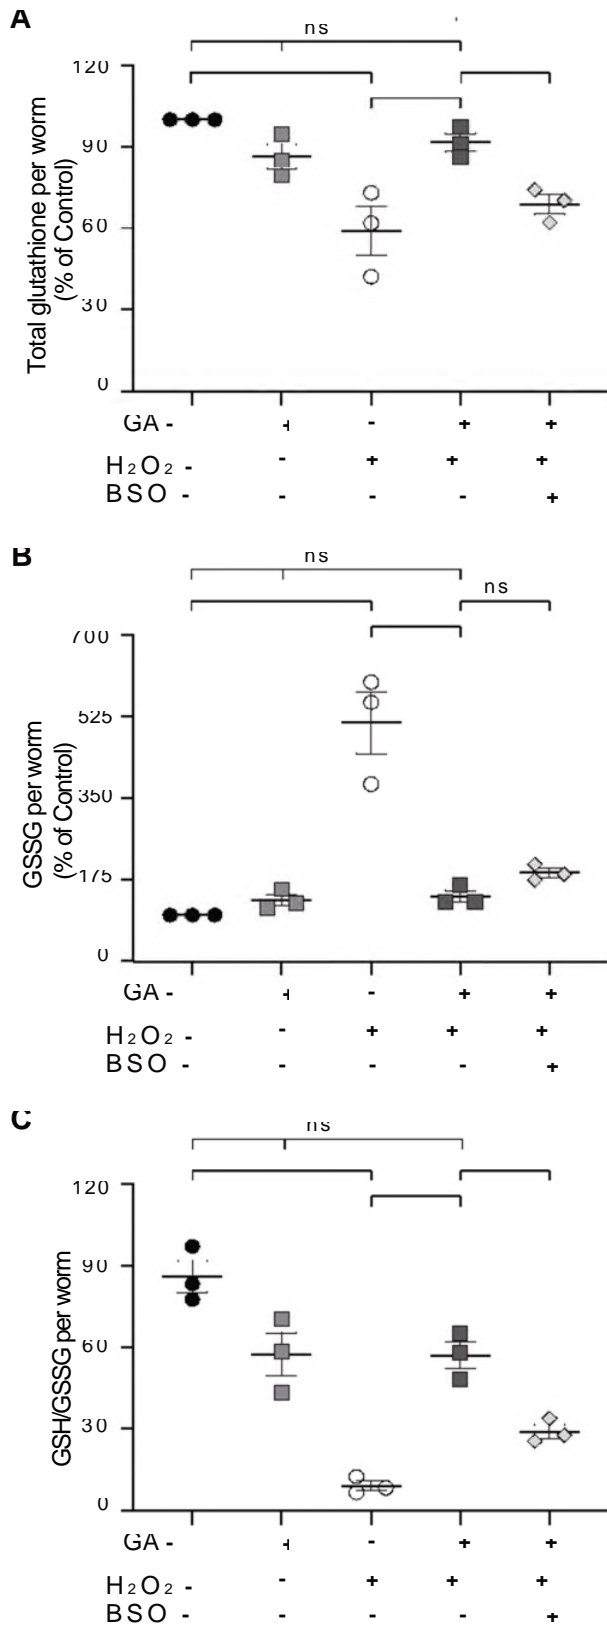 A
ns
120
90
60
30
0
Total glutathione per worm
(% of Control)
GA - + - + +
H2O2 - - + + +
BSO - - - - +
B
ns
ns
700
525
350
175
0
GSSG per worm
(% of Control)
GA - + - + +
H2O2 - - + + +
BSO - - - - +
C
ns
120
90
60
30
0
GSH/GSSG per worm
GA - + - + +
H2O2 - - + + +
BSO - - - - +